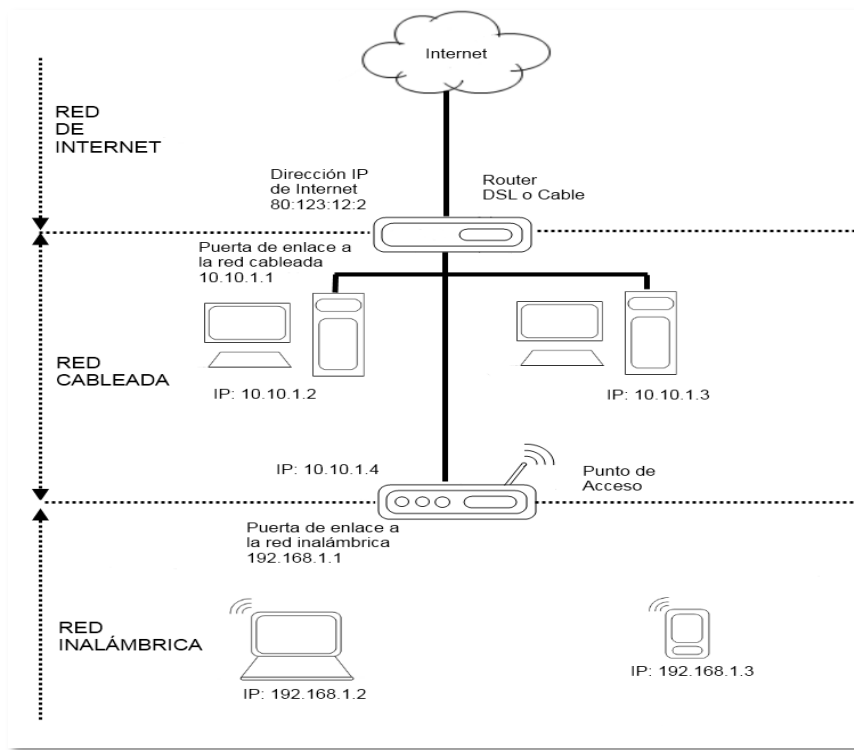 Internet
RED
DE
INTERNET
Dirección IP
de Internet
80:123:12:2
Router
DSL o Cable
Puerta de enlace a
la red cableada
10.10.1.1
RED
CABLEADA
IP: 10.10.1.2
IP: 10.10.1.3
IP: 10.10.1.4
Punto de
Acceso
Puerta de enlace a
la red inalámbrica
192.168.1.1
RED
INALÁMBRICA
IP: 192.168.1.2
IP: 192.168.1.3